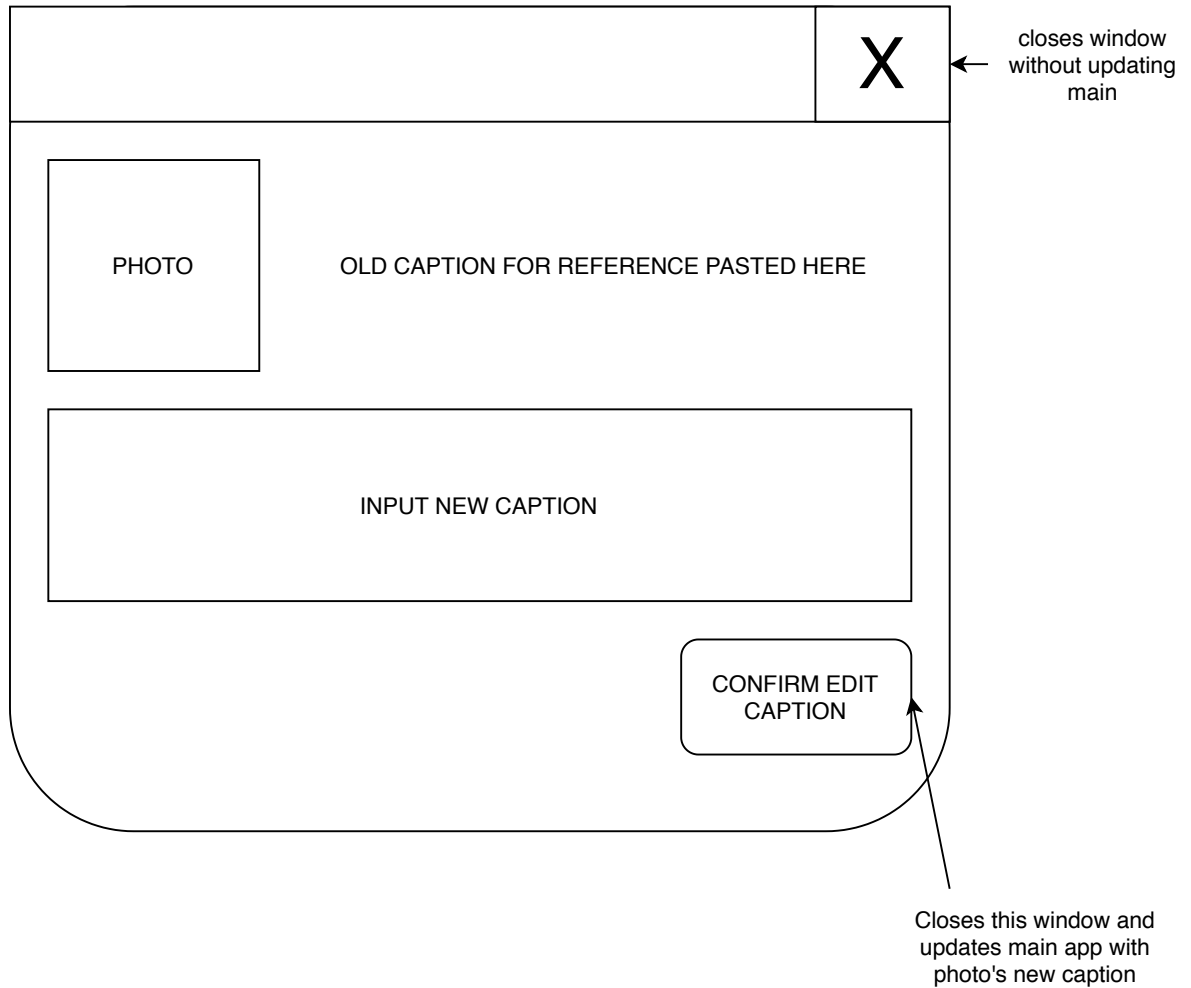 X
closes window
without updating
main
PHOTO
OLD CAPTION FOR REFERENCE PASTED HERE
INPUT NEW CAPTION
CONFIRM EDIT
CAPTION
Closes this window and
updates main app with
photo's new caption